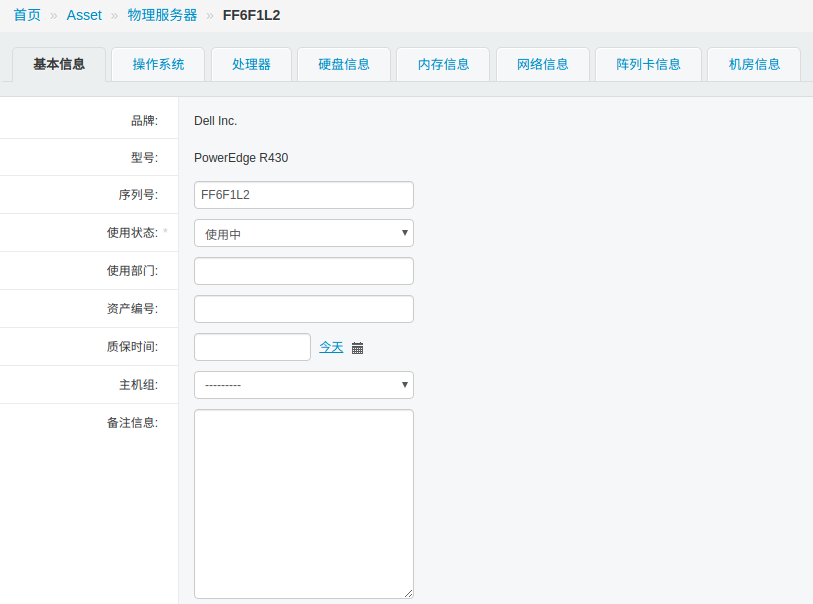 首页 » Asset » 物理服务器 » FF6F1L2
基本信息 操作系统 处理器 硬盘信息 内存信息 网络信息 阵列卡信息 机房信息
品牌: Dell Inc.
型号: PowerEdge R430
序列号: FF6F1L2
使用状态: * 使用中
使用部门:
资产编号:
质保时间: 今天
主机组: ---------
备注信息: